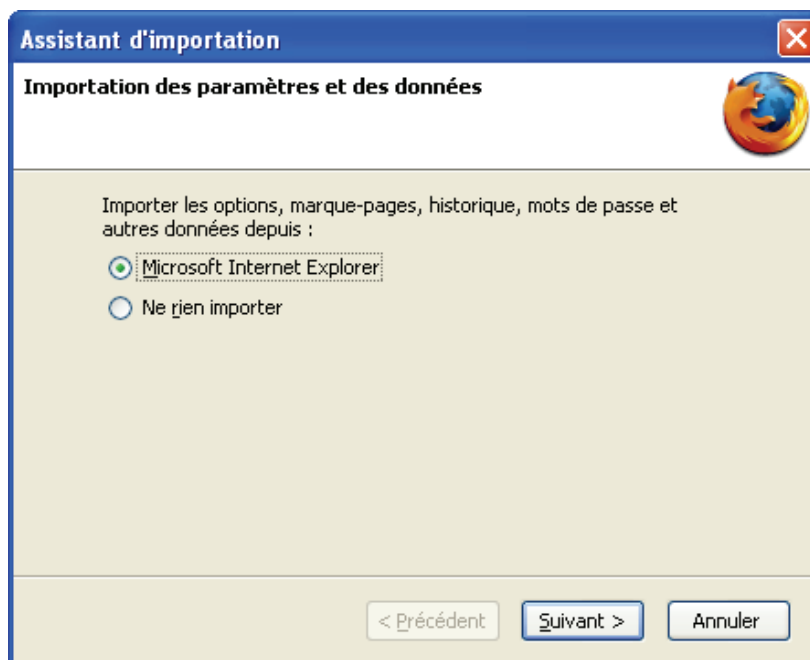 Assistant d'importation
Importation des paramètres et des données
Importer les options, marque-pages, historique, mots de passe et
autres données depuis :
Microsoft Internet Explorer
Ne rien importer
< Précédent Suivant > Annuler